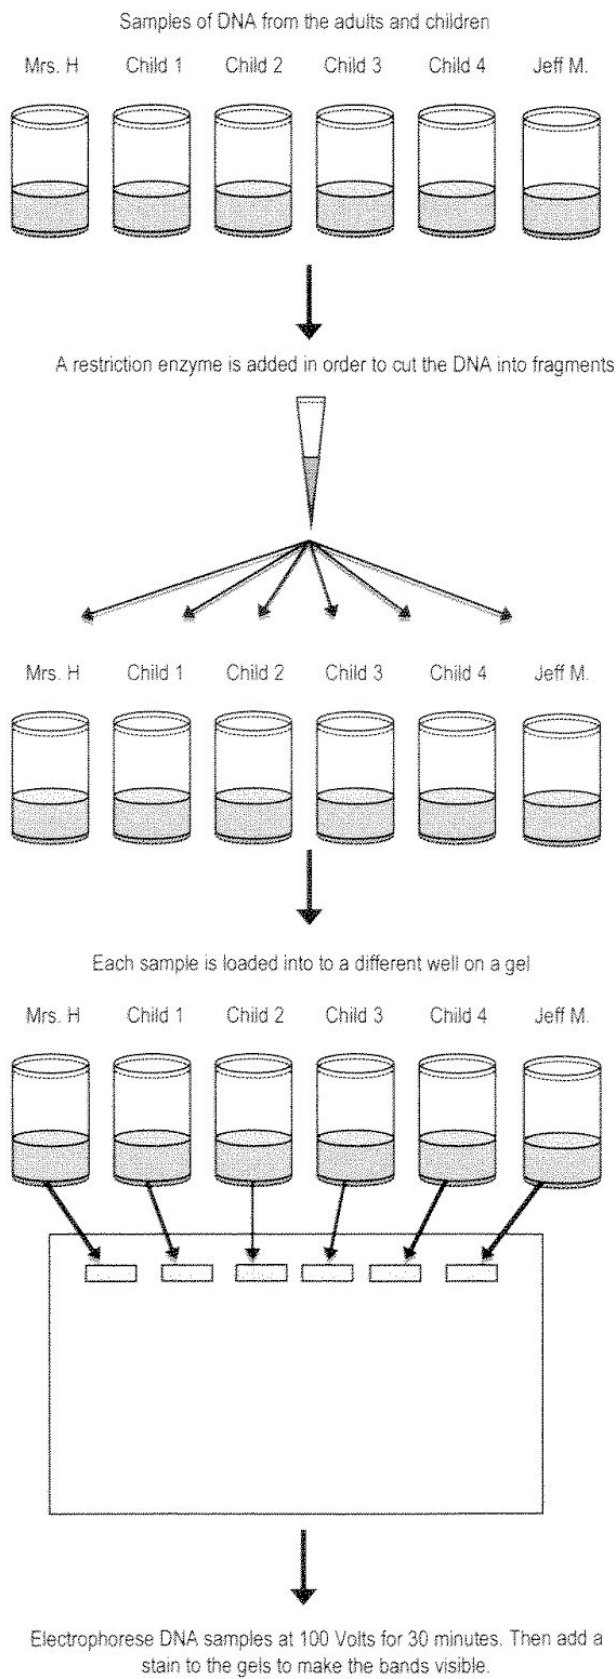 Samples of DNA from the adults and children
Mrs. H Child 1 Child 2 Child 3 Child 4 Jeff M.
A restriction enzyme is added in order to cut the DNA into fragments
Mrs. H Child 1 Child 2 Child 3 Child 4 Jeff M.
Each sample is loaded into to a different well on a gel
Mrs. H Child 1 Child 2 Child 3 Child 4 Jeff M.
Electrophorese DNA samples at 100 Volts for 30 minutes. Then add a
stain to the gels to make the bands visible.